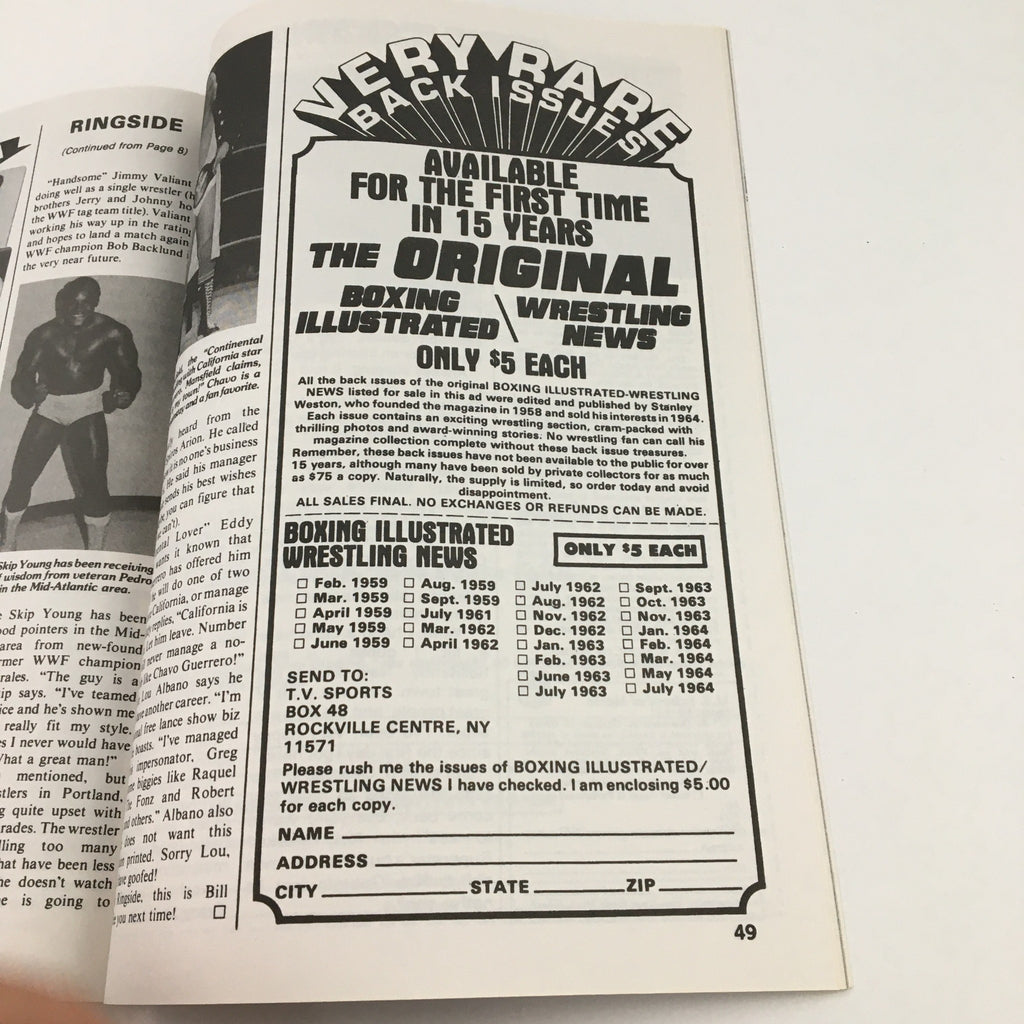 RINGSIDE
(Continued from Page 8)
"Handsome" Jimmy Valiant
doing well as a single wrestler (h
brothers Jerry and Johnny ho
the WWF tag team title). Valiant
working his way up in the ratin
and hopes to land a match again
WWF champion Bob Backlund
the very near future.
Skip Young has been receiving
wisdom from veteran Pedro
in the Mid-Atlantic area.
Skip Young has been
ood pointers in the Mid-
area from new-found
rmer WWF champion
rales. "The guy is a
ip says. "I've teamed
ice and he's shown me
really fit my style.
s I never would have
hat a great man!"
mentioned, but
stlers in Portland,
g quite upset with
rades. The wrestler
lling too many
hat have been less
he doesn't watch
e is going to
the "Continental
with California star
Mansfield claims,
town!" Chavo is a
and a fan favorite.
heard from the
Arion. He called
it is no one's business
He said his manager
sends his best wishes
you can figure that
can't).
Lover" Eddy
wants it known that
has offered him
will do one of two
California, or manage
replies, "California is
him leave. Number
never manage a no-
like Chavo Guerrero!"
Lou Albano says he
another career. "I'm
free lance show biz
boasts. "I've managed
impersonator, Greg
biggies like Raquel
Fonz and Robert
others." Albano also
does not want this
printed. Sorry Lou,
goofed!
Ringside, this is Bill
you next time! □
VERY RARE
BACK ISSUES
AVAILABLE
FOR THE FIRST TIME
IN 15 YEARS
THE ORIGINAL
BOXING ILLUSTRATED \ WRESTLING NEWS
ONLY $5 EACH
All the back issues of the original BOXING ILLUSTRATED-WRESTLING
NEWS listed for sale in this ad were edited and published by Stanley
Weston, who founded the magazine in 1958 and sold his interests in 1964.
Each issue contains an exciting wrestling section, cram-packed with
thrilling photos and award-winning stories. No wrestling fan can call his
magazine collection complete without these back issue treasures.
Remember, these back issues have not been available to the public for over
15 years, although many have been sold by private collectors for as much
as $75 a copy. Naturally, the supply is limited, so order today and avoid
disappointment.
ALL SALES FINAL. NO EXCHANGES OR REFUNDS CAN BE MADE.
BOXING ILLUSTRATED
WRESTLING NEWS
ONLY $5 EACH
□ Feb. 1959 □ Aug. 1959 □ July 1962 □ Sept. 1963
□ Mar. 1959 □ Sept. 1959 □ Aug. 1962 □ Oct. 1963
□ April 1959 □ July 1961 □ Nov. 1962 □ Nov. 1963
□ May 1959 □ Mar. 1962 □ Dec. 1962 □ Jan. 1964
□ June 1959 □ April 1962 □ Jan. 1963 □ Feb. 1964
□ Feb. 1963 □ Mar. 1964
□ June 1963 □ May 1964
□ July 1963 □ July 1964
SEND TO:
T.V. SPORTS
BOX 48
ROCKVILLE CENTRE, NY
11571
Please rush me the issues of BOXING ILLUSTRATED/
WRESTLING NEWS I have checked. I am enclosing $5.00
for each copy.
NAME
ADDRESS
CITY STATE ZIP
49